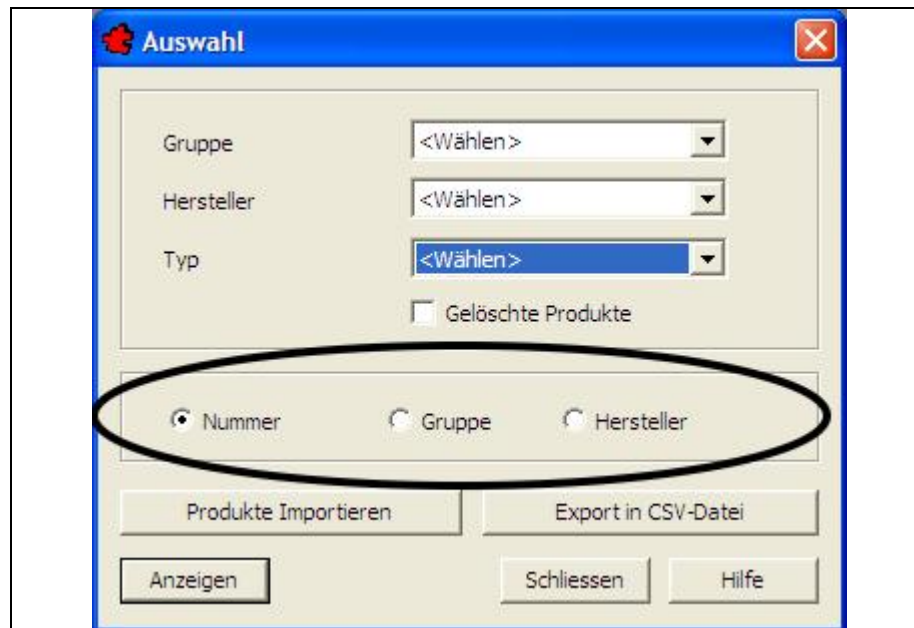 Auswahl
Gruppe <Wählen>
Hersteller <Wählen>
Typ <Wählen>
Gelöschte Produkte
Nummer Gruppe Hersteller
Produkte Importieren Export in CSV-Datei
Anzeigen Schliessen Hilfe